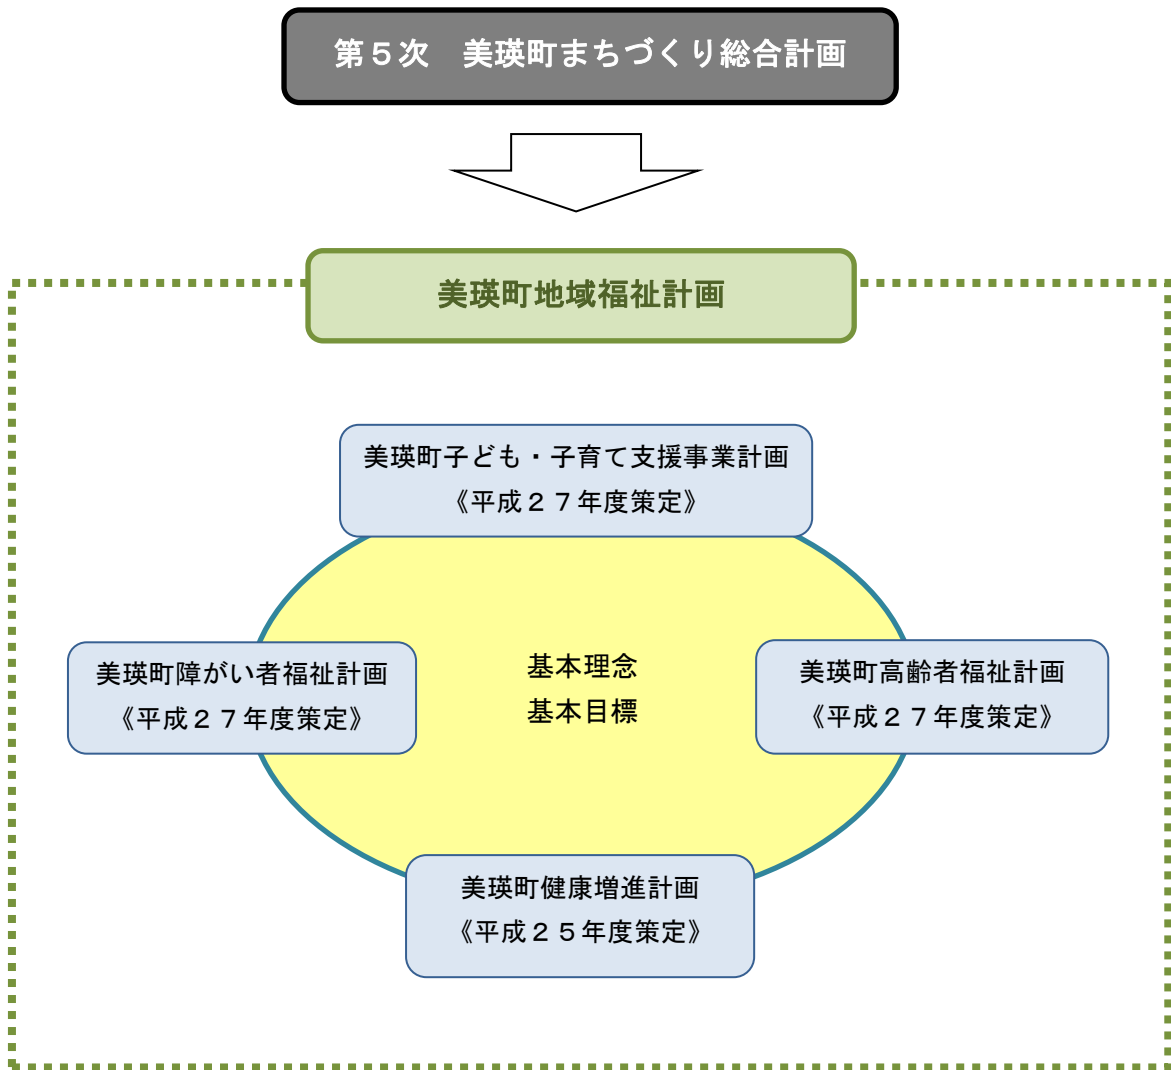 第５次　美瑛町まちづくり総合計画
美瑛町地域福祉計画
美瑛町子ども・子育て支援事業計画
《平成２７年度策定》
美瑛町障がい者福祉計画
《平成２７年度策定》
基本理念
基本目標
美瑛町高齢者福祉計画
《平成２７年度策定》
美瑛町健康増進計画
《平成２５年度策定》